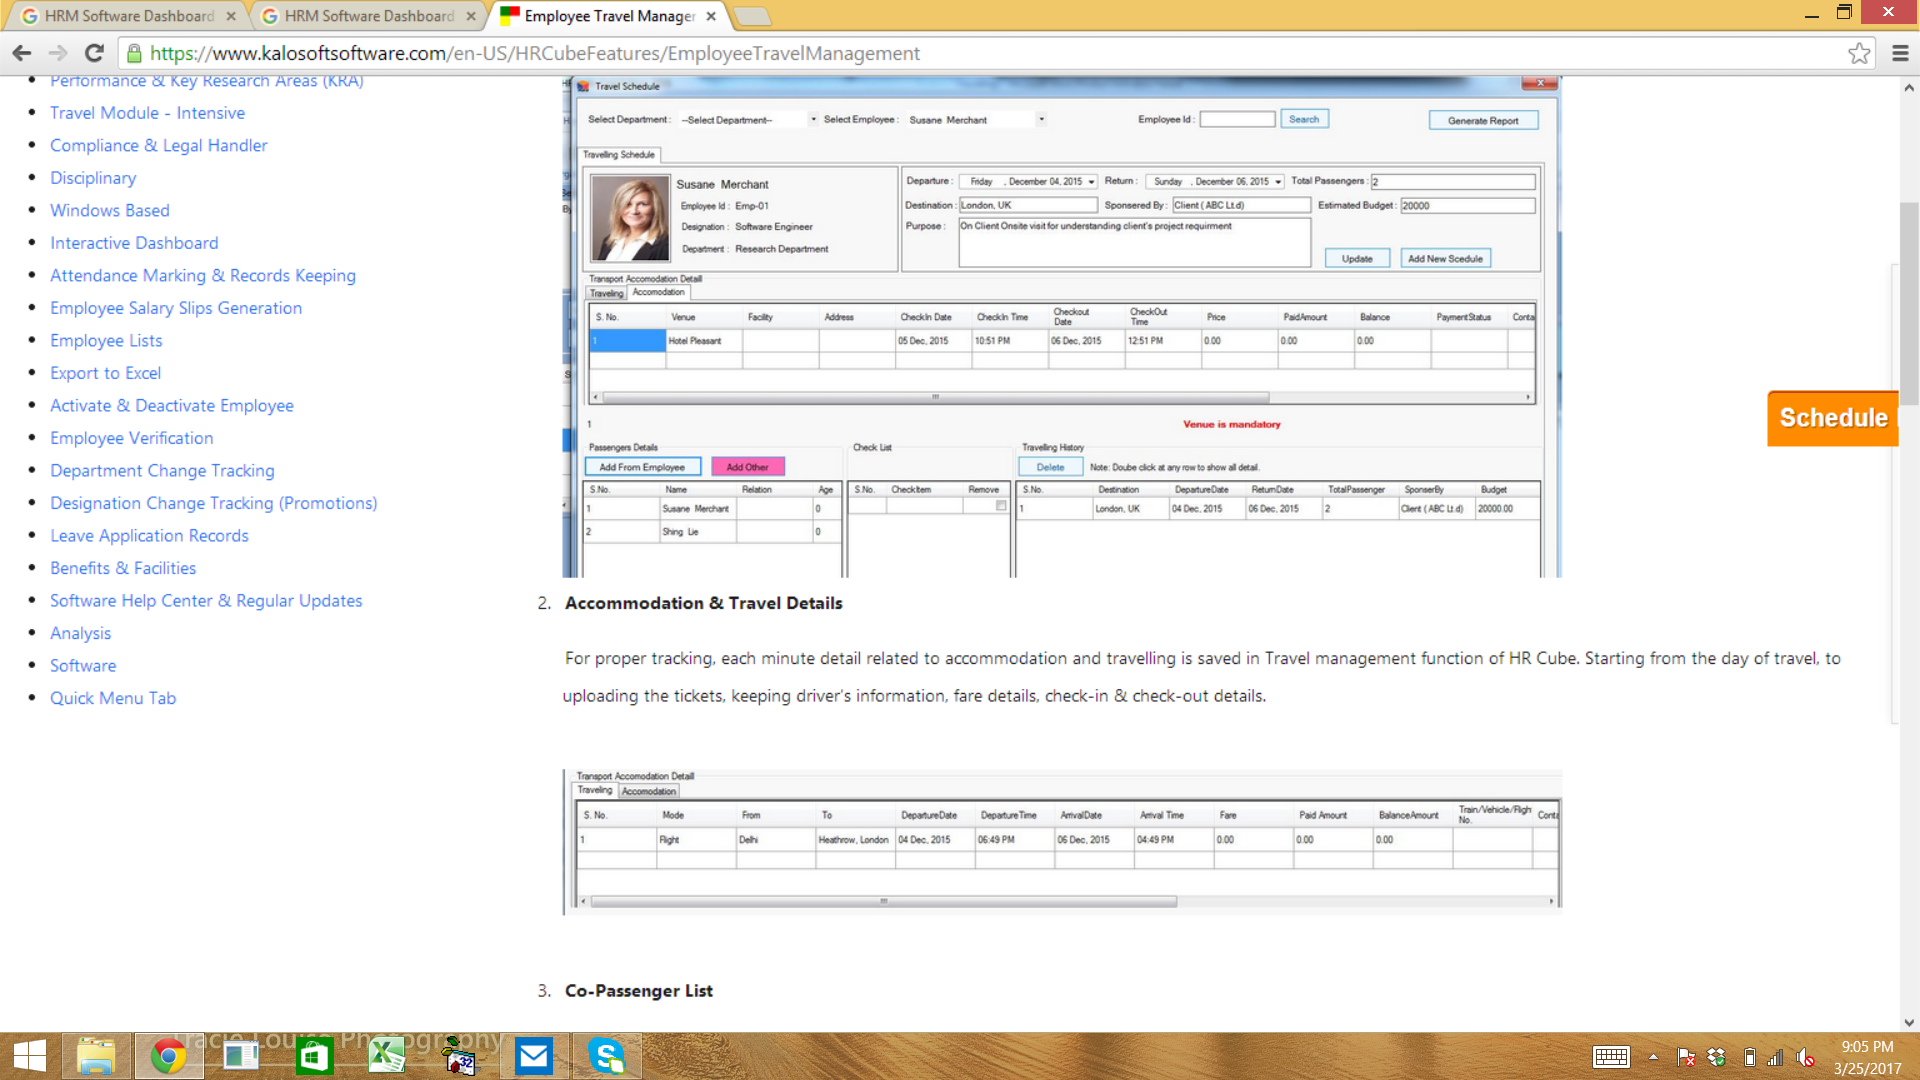 HRM Software Dashboard
HRM Software Dashboard
Employee Travel Manager
https://www.kalosoftsoftware.com/en-US/HRCubeFeatures/EmployeeTravelManagement
Performance & Key Research Areas (KRA)
Travel Module - Intensive
Compliance & Legal Handler
Disciplinary
Windows Based
Interactive Dashboard
Attendance Marking & Records Keeping
Employee Salary Slips Generation
Employee Lists
Export to Excel
Activate & Deactivate Employee
Employee Verification
Department Change Tracking
Designation Change Tracking (Promotions)
Leave Application Records
Benefits & Facilities
Software Help Center & Regular Updates
Analysis
Software
Quick Menu Tab
Travel Schedule
Select Department : --Select Department-- Select Employee : Susane Merchant Employee Id : Search Generate Report
Travelling Schedule
Susane Merchant
Employee Id : Emp-01
Designation : Software Engineer
Department : Research Department
Departure : Friday , December 04, 2015 Return : Sunday , December 06, 2015 Total Passengers : 2
Destination : London, UK Sponsered By : Client ( ABC Lt.d) Estimated Budget : 20000
Purpose : On Client Onsite visit for understanding client's project requirment
Update Add New Scedule
Transport Accomodation Detail
Traveling Accomodation
S. No. Venue Facility Address CheckIn Date CheckIn Time Checkout Date CheckOut Time Price PaidAmount Balance PaymentStatus Conta
1 Hotel Pleasant 05 Dec, 2015 10:51 PM 06 Dec, 2015 12:51 PM 0.00 0.00 0.00
1 Venue is mandatory
Passengers Details Check List Travelling History
Add From Employee Add Other Delete Note: Doube click at any row to show all detail.
S.No. Name Relation Age S.No. CheckItem Remove S.No. Destination DepartureDate ReturnDate TotalPassenger SponserBy Budget
1 Susane Merchant 0 1 London, UK 04 Dec, 2015 06 Dec, 2015 2 Client ( ABC Lt.d) 20000.00
2 Shing Lie 0
Schedule
2. Accommodation & Travel Details
For proper tracking, each minute detail related to accommodation and travelling is saved in Travel management function of HR Cube. Starting from the day of travel, to
uploading the tickets, keeping driver's information, fare details, check-in & check-out details.
Transport Accomodation Detail
Traveling Accomodation
S. No. Mode From To DepartureDate DepartureTime ArrivalDate Arrival Time Fare Paid Amount BalanceAmount Train/Vehicle/Fligh No. Conta
1 Flight Delhi Heathrow, London 04 Dec, 2015 06:49 PM 06 Dec, 2015 04:49 PM 0.00 0.00 0.00
3. Co-Passenger List
Tracie Louise Photography
32
9:05 PM
3/25/2017